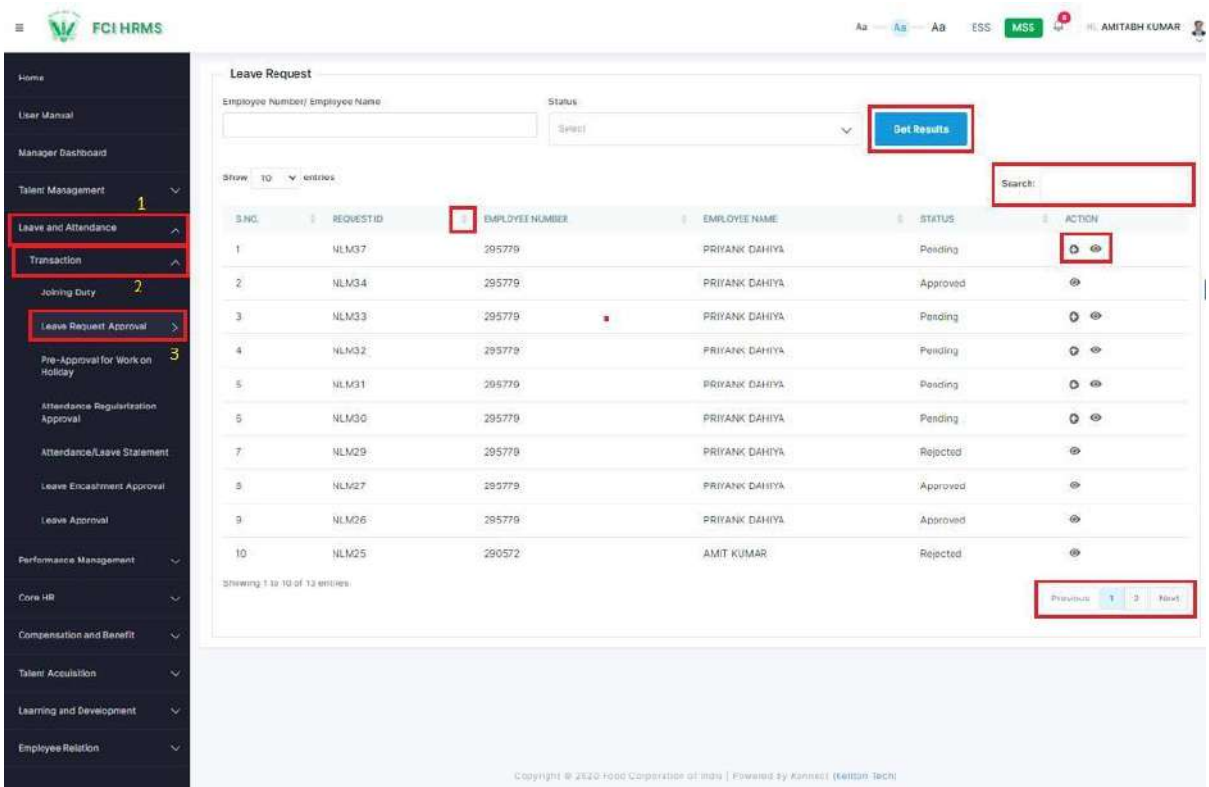 FCI HRMS
Aa Aa Aa ESS MSS AMITABH KUMAR
Home
User Manual
Manager Dashboard
Talent Management
1
Leave and Attendance
Transaction
2
Joining Duty
Leave Request Approval
3
Pre-Approval for Work on
Holiday
Attendance Regularization
Approval
Attendance/Leave Statement
Leave Encashment Approval
Leave Approval
Performance Management
Core HR
Compensation and Benefit
Talent Acquisition
Learning and Development
Employee Relation
Leave Request
Employee Number/ Employee Name Status
Select Get Results
Show 10 entries Search:
S.NO. REQUEST ID EMPLOYEE NUMBER EMPLOYEE NAME STATUS ACTION
1 NLM37 295779 PRIYANK DAHIYA Pending
2 NLM34 295779 PRIYANK DAHIYA Approved
3 NLM33 295779 PRIYANK DAHIYA Pending
4 NLM32 295779 PRIYANK DAHIYA Pending
5 NLM31 295779 PRIYANK DAHIYA Pending
6 NLM30 295779 PRIYANK DAHIYA Pending
7 NLM29 295779 PRIYANK DAHIYA Rejected
8 NLM27 295779 PRIYANK DAHIYA Approved
9 NLM26 295779 PRIYANK DAHIYA Approved
10 NLM25 290572 AMIT KUMAR Rejected
Showing 1 to 10 of 13 entries
Previous 1 2 Next
Copyright © 2020 Food Corporation of India | Powered by Konnect (Kellton Tech)